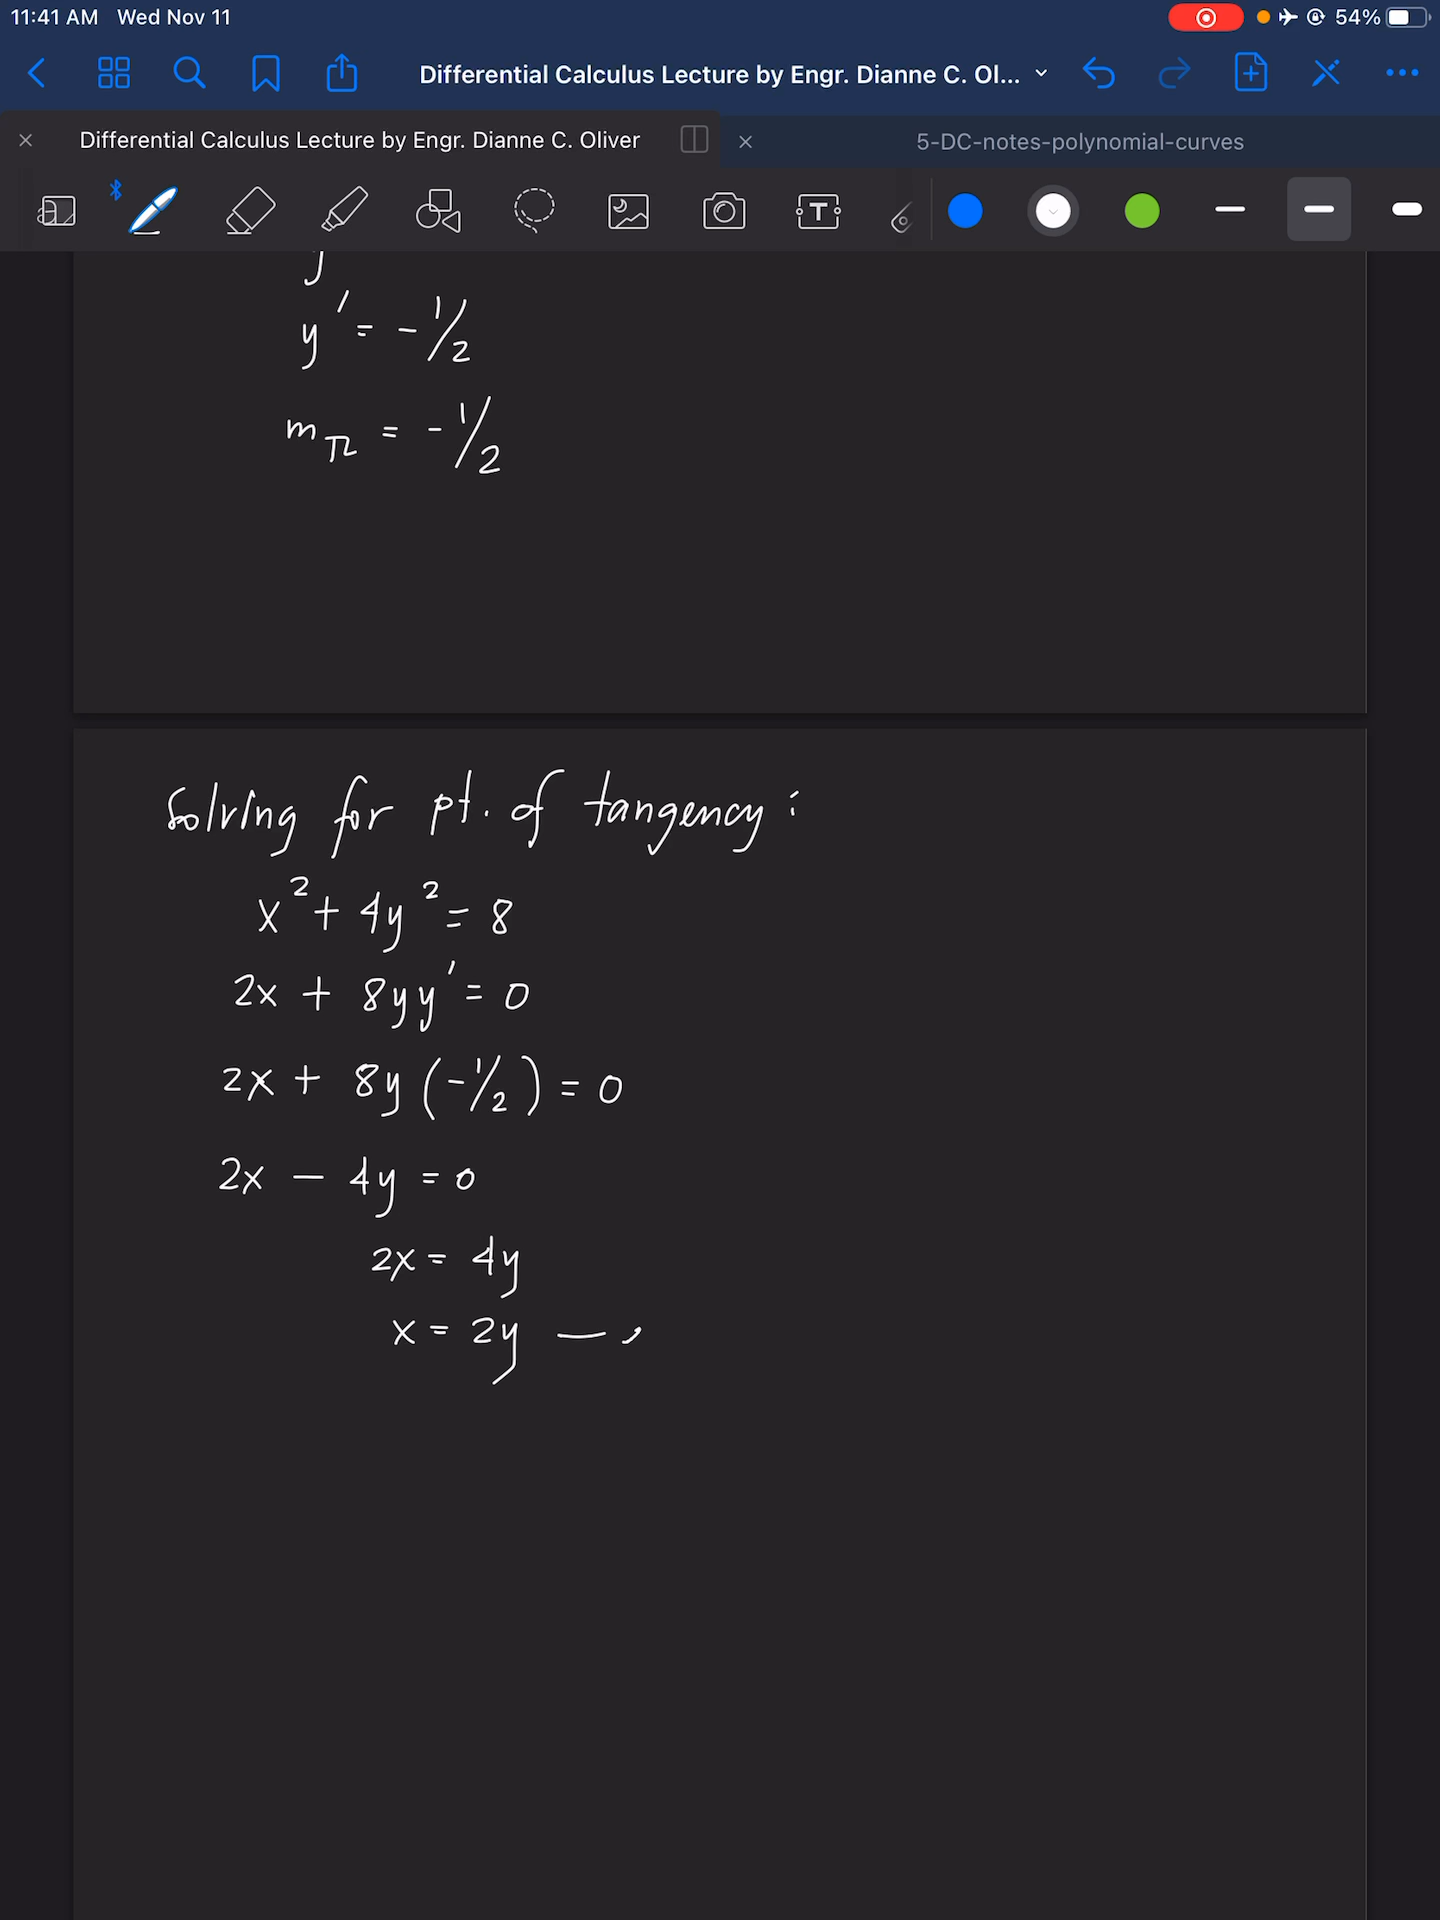 11:41 AM Wed Nov 11
54%
Differential Calculus Lecture by Engr. Dianne C. Ol...
Differential Calculus Lecture by Engr. Dianne C. Oliver
5-DC-notes-polynomial-curves
T
y' = -1/2
m_TL = -1/2
Solving for pt. of tangency:
x² + 4y² = 8
2x + 8yy' = 0
2x + 8y(-1/2) = 0
2x - 4y = 0
2x = 4y
x = 2y —